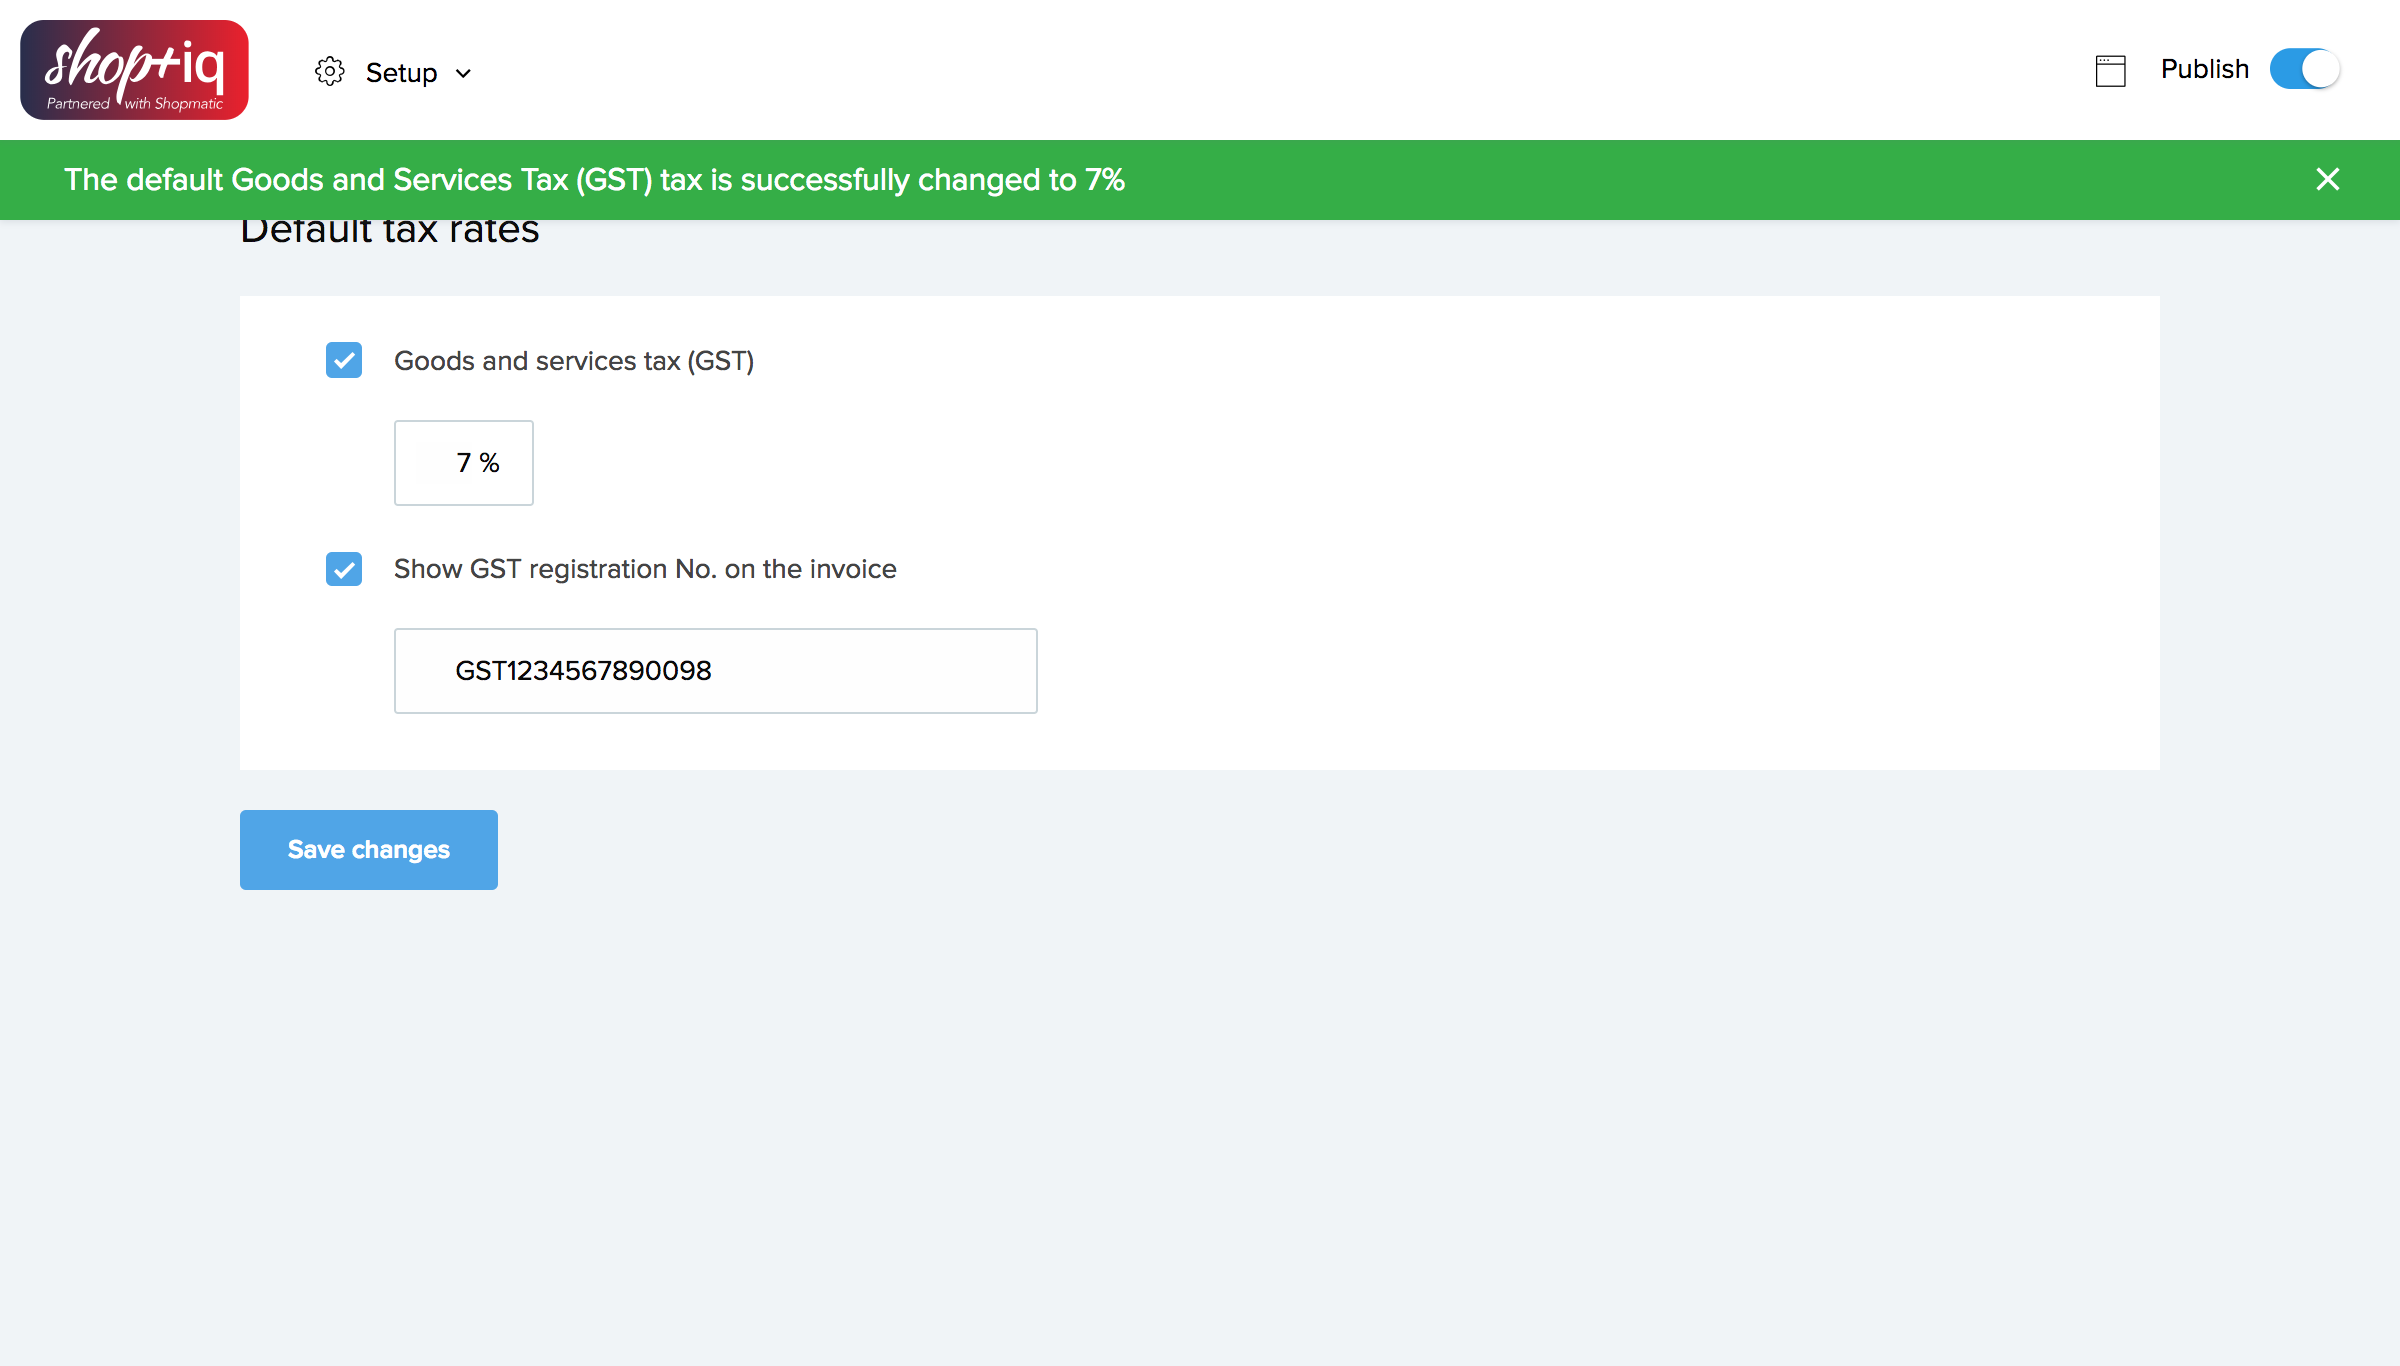 shop+iq
Partnered with Shopmatic
Setup
Publish
The default Goods and Services Tax (GST) tax is successfully changed to 7%
Default tax rates
Goods and services tax (GST)
7 %
Show GST registration No. on the invoice
GST1234567890098
Save changes